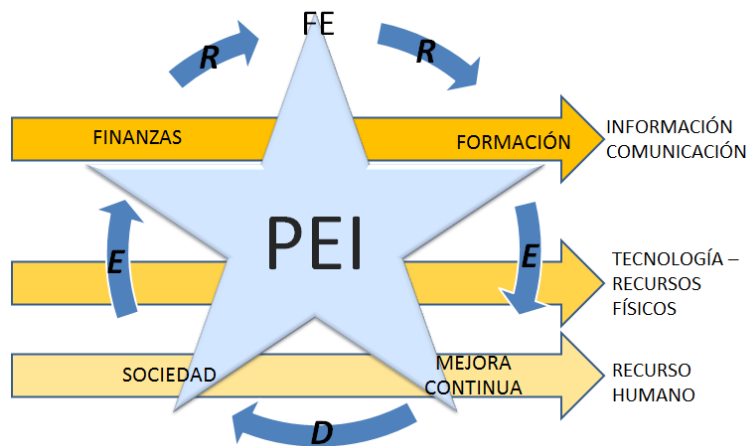 FE
R
R
FINANZAS
FORMACIÓN
INFORMACIÓN
COMUNICACIÓN
PEI
E
E
TECNOLOGÍA –
RECURSOS
FÍSICOS
SOCIEDAD
MEJORA
CONTINUA
RECURSO
HUMANO
D